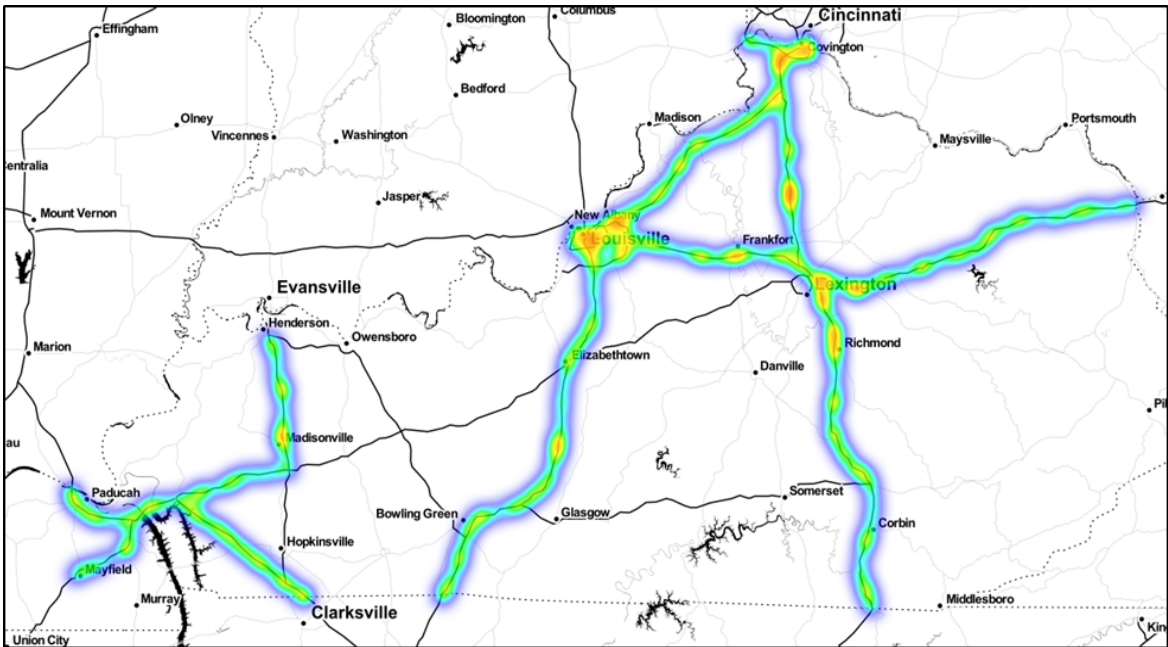 Columbus
Cincinnati
Bloomington
Effingham
Covington
Bedford
Olney
Madison
Portsmouth
Vincennes
Washington
Maysville
entralia
Jasper
Mount Vernon
New Albany
Louisville
Frankfort
Evansville
Lexington
Henderson
Owensboro
Richmond
Marion
Elizabethtown
Danville
Pil
au
Madisonville
Paducah
Somerset
Bowling Green
Glasgow
Corbin
Hopkinsville
Mayfield
Murray
Clarksville
Middlesboro
Union City
Kin